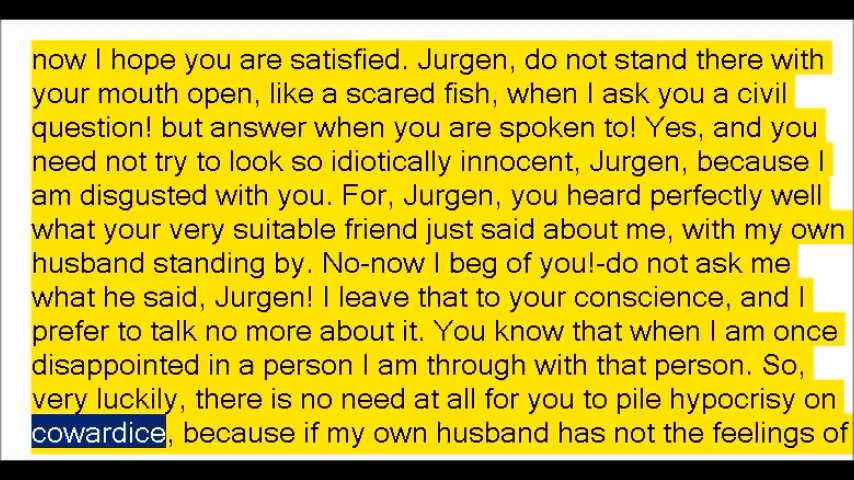 now I hope you are satisfied. Jurgen, do not stand there with
your mouth open, like a scared fish, when I ask you a civil
question! but answer when you are spoken to! Yes, and you
need not try to look so idiotically innocent, Jurgen, because I
am disgusted with you. For, Jurgen, you heard perfectly well
what your very suitable friend just said about me, with my own
husband standing by. No-now I beg of you!-do not ask me
what he said, Jurgen! I leave that to your conscience, and I
prefer to talk no more about it. You know that when I am once
disappointed in a person I am through with that person. So,
very luckily, there is no need at all for you to pile hypocrisy on
cowardice, because if my own husband has not the feelings of